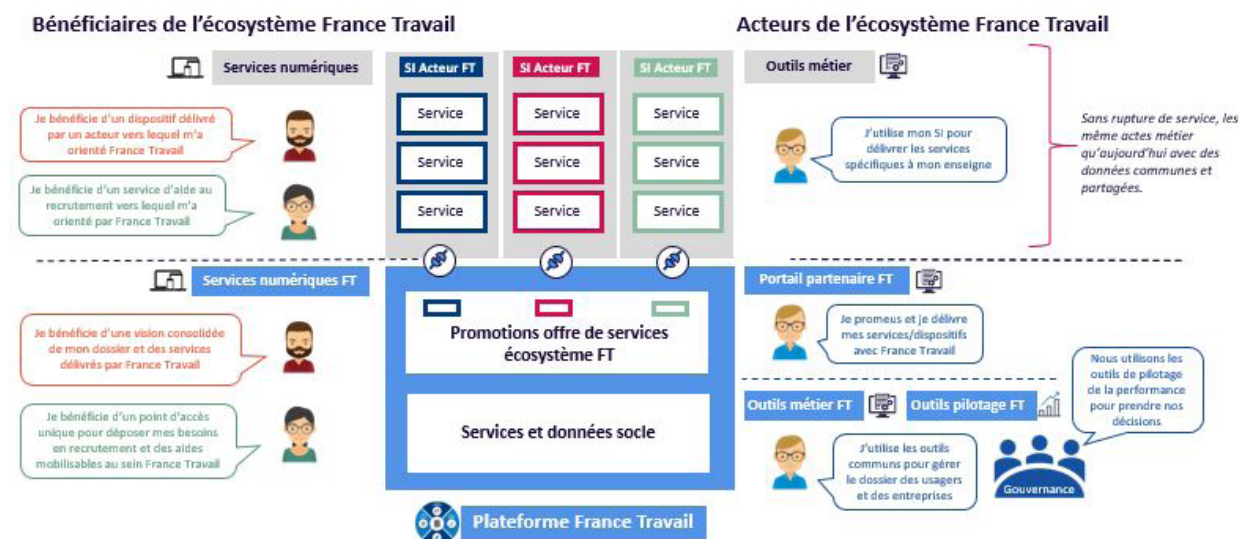 Bénéficiaires de l'écosystème France Travail
Acteurs de l'écosystème France Travail
Services numériques
SI Acteur FT
SI Acteur FT
SI Acteur FT
Outils métier
Service
Service
Service
Service
Service
Service
Service
Service
Service
Je bénéficie d'un dispositif délivré
par un acteur vers lequel m'a
orienté France Travail
Je bénéficie d'un service d'aide au
recrutement vers lequel m'a
orienté par France Travail
J'utilise mon SI pour
délivrer les services
spécifiques à mon enseigne
Sans rupture de service, les
même actes métier
qu'aujourd'hui avec des
données communes et
partagées.
Services numériques FT
Je bénéficie d'une vision consolidée
de mon dossier et des services
délivrés par France Travail
Je bénéficie d'un point d'accès
unique pour déposer mes besoins
en recrutement et des aides
mobilisables au sein France Travail
Promotions offre de services
écosystème FT
Services et données socle
Plateforme France Travail
Portail partenaire FT
Je promeus et je délivre
mes services/dispositifs
avec France Travail
Outils métier FT
Outils pilotage FT
Nous utilisons les
outils de pilotage
de la performance
pour prendre nos
décisions
J'utilise les outils
communs pour gérer
le dossier des usagers
et des entreprises
Gouvernance